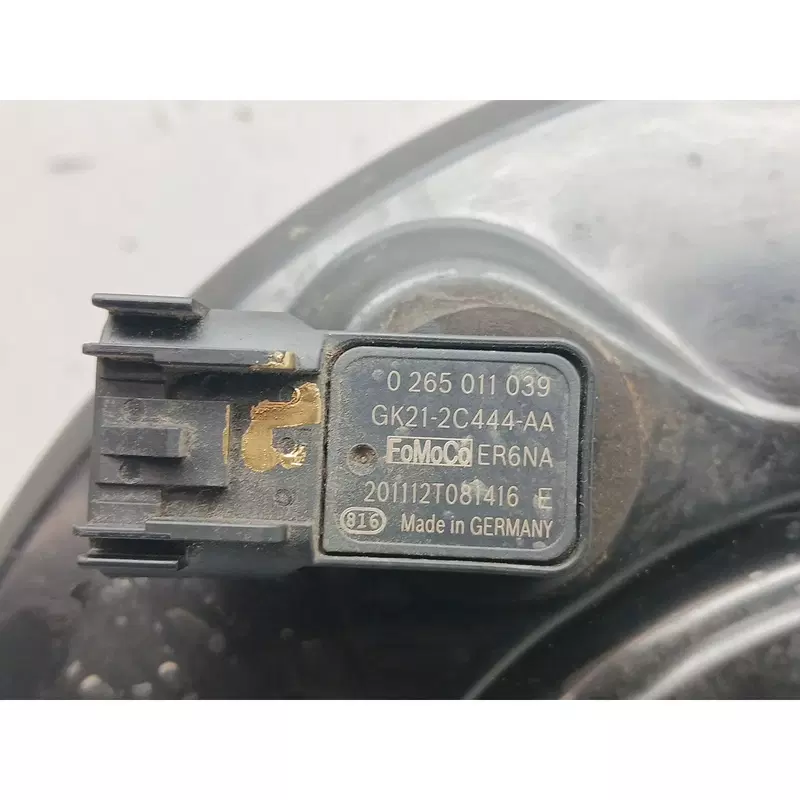 0 265 011 039
GK21-2C444-AA
FoMoCo ER6NA
201112T081416 E
816 Made in GERMANY